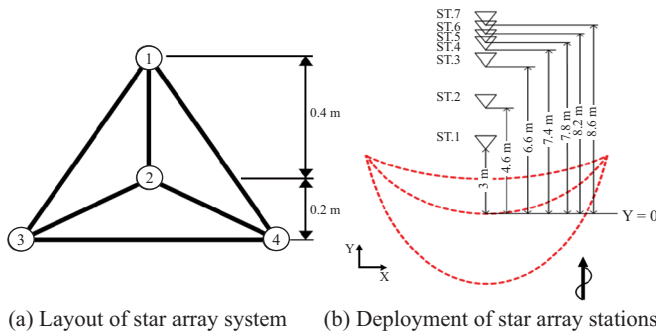 1
2
3
4
0.4 m
0.2 m
(a) Layout of star array system
ST.7
ST.6
ST.5
ST.4
ST.3
ST.2
ST.1
3 m
4.6 m
6.6 m
7.4 m
7.8 m
8.2 m
8.6 m
Y = 0
Y
X
(b) Deployment of star array stations